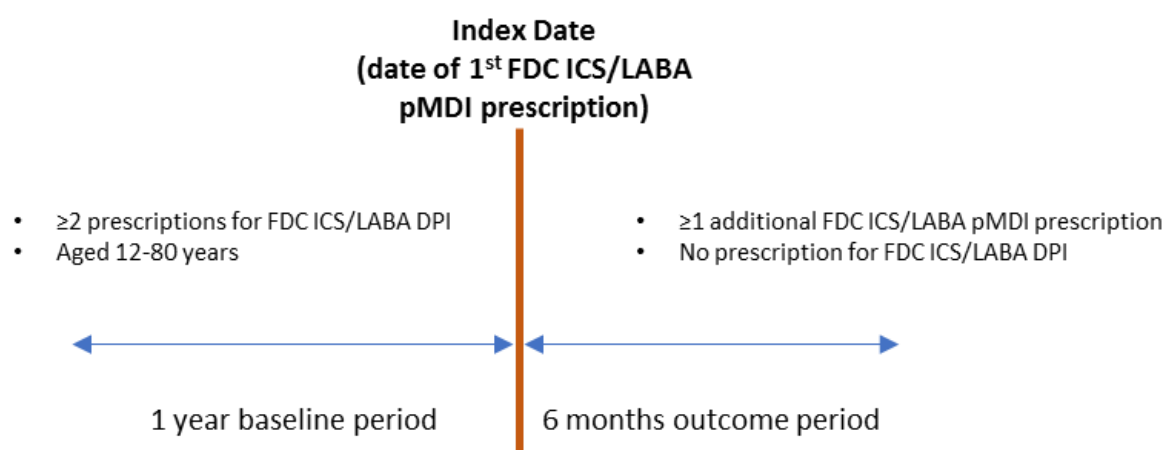 Index Date
(date of 1st FDC ICS/LABA
pMDI prescription)
• ≥2 prescriptions for FDC ICS/LABA DPI
• Aged 12-80 years
• ≥1 additional FDC ICS/LABA pMDI prescription
• No prescription for FDC ICS/LABA DPI
1 year baseline period
6 months outcome period